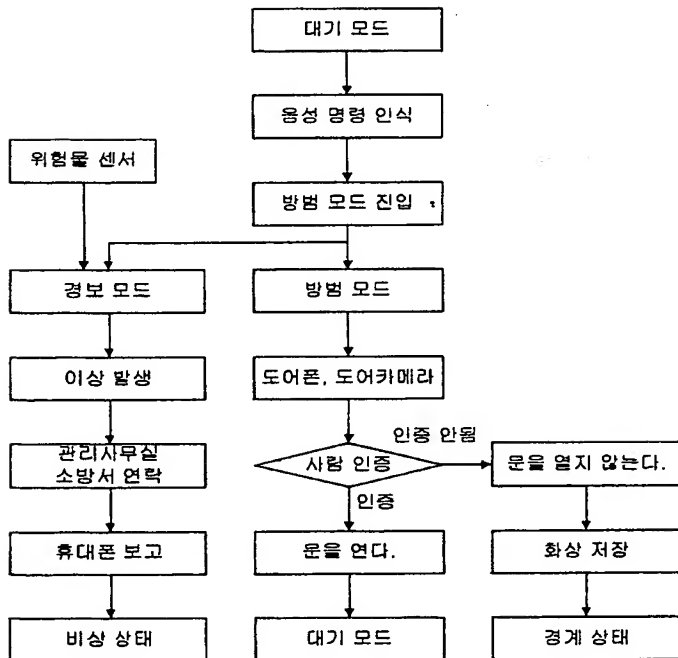 대기 모드
음성 명령 인식
위험물 센서
방범 모드 진입
경보 모드
방범 모드
이상 발생
도어폰, 도어카메라
인증 안됨
관리사무실
소방서 연락
사람 인증
문을 열지 않는다.
인증
휴대폰 보고
문을 연다.
화상 저장
비상 상태
대기 모드
경계 상태